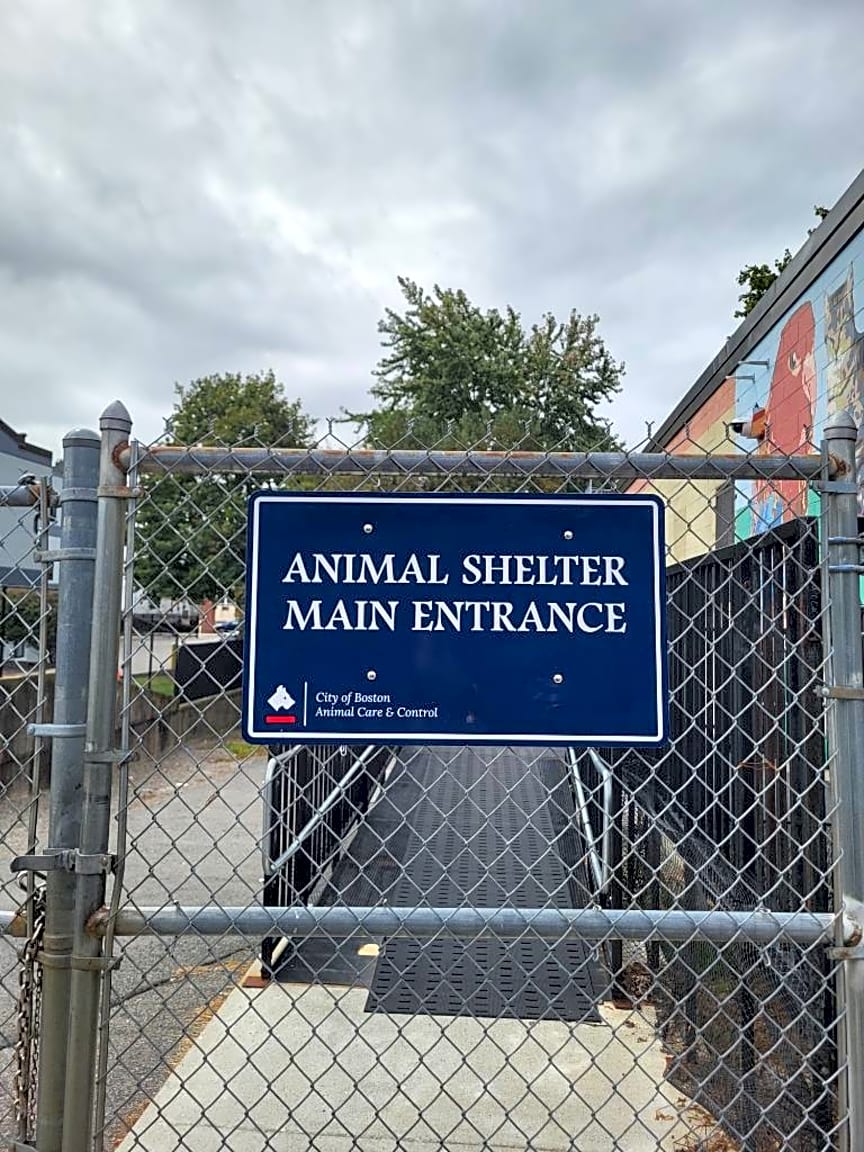 ANIMAL SHELTER
MAIN ENTRANCE
City of Boston
Animal Care & Control